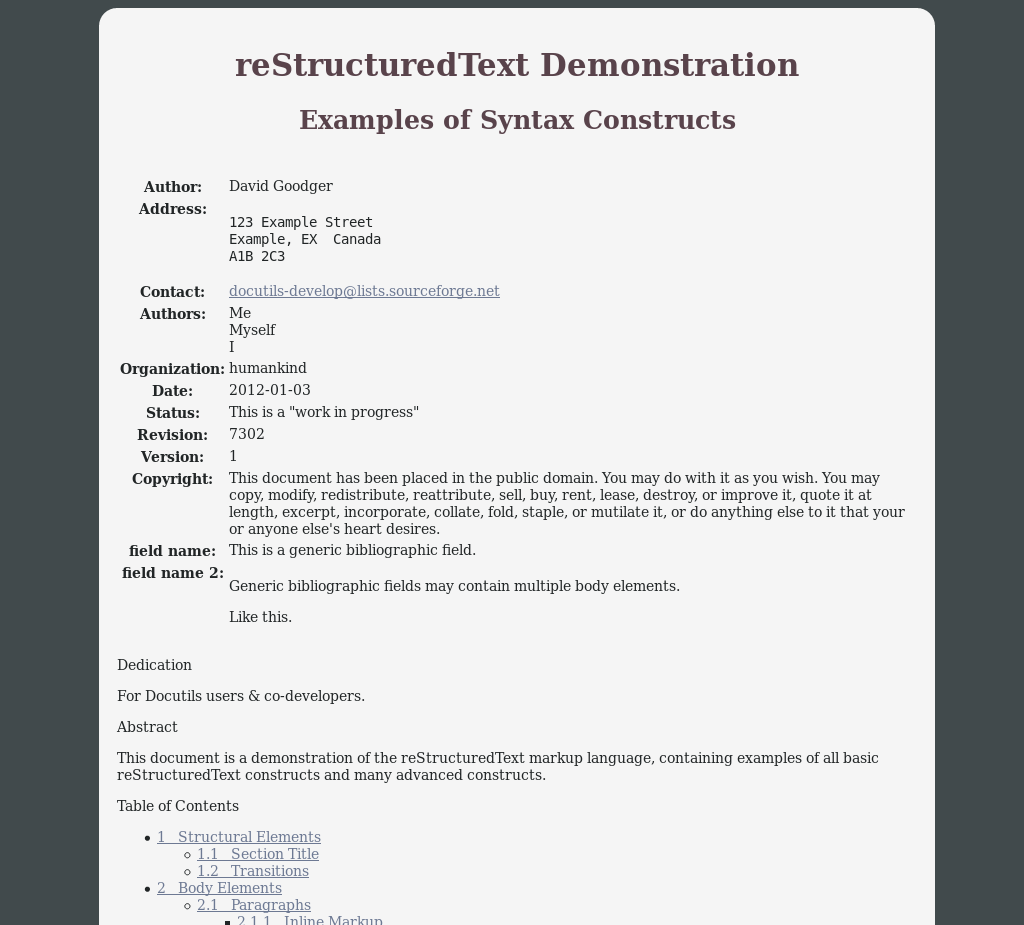 reStructuredText Demonstration
Examples of Syntax Constructs
Author: David Goodger
Address:
123 Example Street
Example, EX  Canada
A1B 2C3
Contact: docutils-develop@lists.sourceforge.net
Authors: Me
Myself
I
Organization: humankind
Date: 2012-01-03
Status: This is a "work in progress"
Revision: 7302
Version: 1
Copyright: This document has been placed in the public domain. You may do with it as you wish. You may
copy, modify, redistribute, reattribute, sell, buy, rent, lease, destroy, or improve it, quote it at
length, excerpt, incorporate, collate, fold, staple, or mutilate it, or do anything else to it that your
or anyone else's heart desires.
field name: This is a generic bibliographic field.
field name 2:
Generic bibliographic fields may contain multiple body elements.
Like this.
Dedication
For Docutils users & co-developers.
Abstract
This document is a demonstration of the reStructuredText markup language, containing examples of all basic
reStructuredText constructs and many advanced constructs.
Table of Contents
1 Structural Elements
1.1 Section Title
1.2 Transitions
2 Body Elements
2.1 Paragraphs
2.1.1 Inline Markup